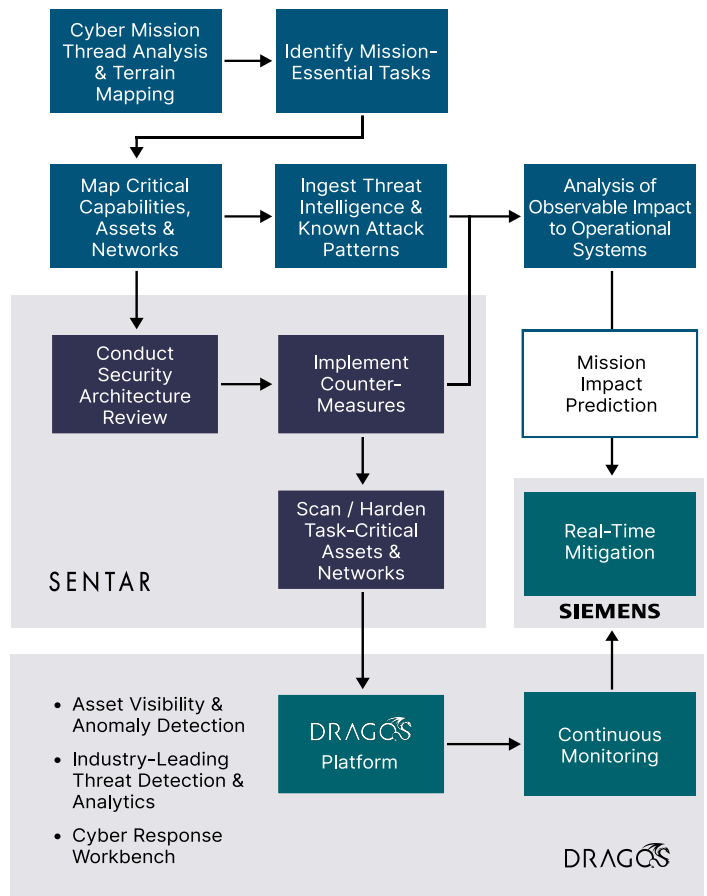 Cyber Mission
Thread Analysis
& Terrain
Mapping
Identify Mission-
Essential Tasks
Map Critical
Capabilities,
Assets &
Networks
Ingest Threat
Intelligence &
Known Attack
Patterns
Analysis of
Observable Impact
to Operational
Systems
Conduct
Security
Architecture
Review
Implement
Counter-
Measures
Mission
Impact
Prediction
Scan / Harden
Task-Critical
Assets &
Networks
Real-Time
Mitigation
SENTAR
SIEMENS
• Asset Visibility &
Anomaly Detection
• Industry-Leading
Threat Detection &
Analytics
• Cyber Response
Workbench
DRAGOS
Platform
Continuous
Monitoring
DRAGOS